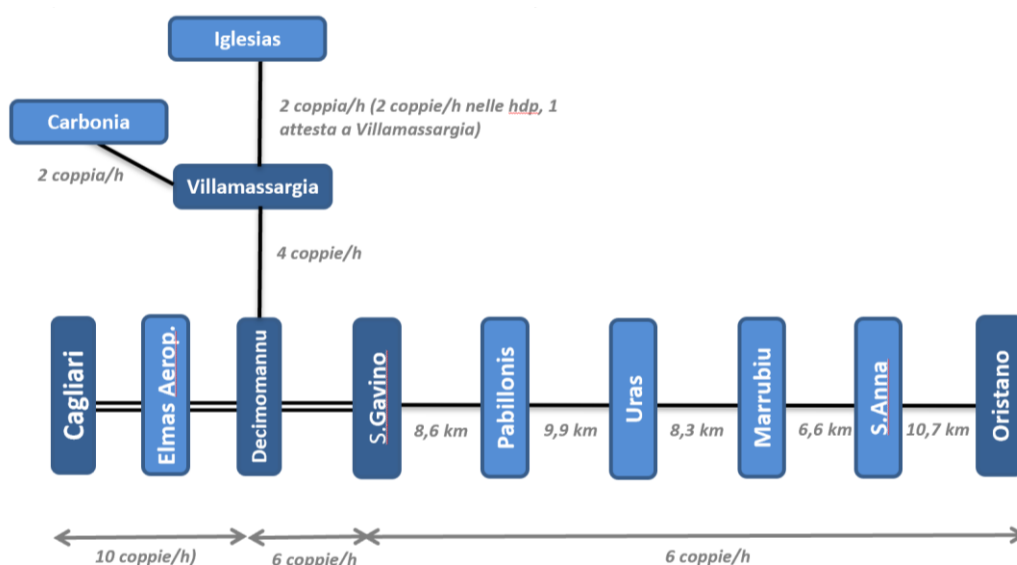 Iglesias
2 coppia/h (2 coppie/h nelle hdp, 1
attesta a Villamassargia)
Carbonia
2 coppia/h
Villamassargia
4 coppie/h
Cagliari
Elmas Aerop.
Decimomannu
S.Gavino
Pabillonis
Uras
Marrubiu
S.Anna
Oristano
8,6 km
9,9 km
8,3 km
6,6 km
10,7 km
10 coppie/h)
6 coppie/h
6 coppie/h